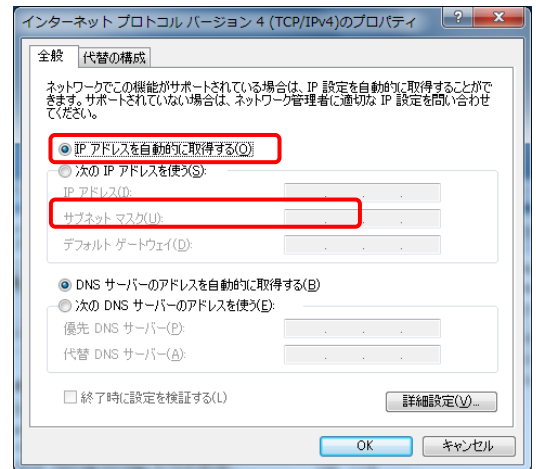 インターネット プロトコル バージョン 4 (TCP/IPv4)のプロパティ
全般
代替の構成
ネットワークでこの機能がサポートされている場合は、IP 設定を自動的に取得することがで
きます。サポートされていない場合は、ネットワーク管理者に適切な IP 設定を問い合わせ
てください。
IP アドレスを自動的に取得する(O)
次の IP アドレスを使う(S):
IP アドレス(I):
サブネット マスク(U):
デフォルト ゲートウェイ(D):
DNS サーバーのアドレスを自動的に取得する(B)
次の DNS サーバーのアドレスを使う(E):
優先 DNS サーバー(P):
代替 DNS サーバー(A):
終了時に設定を検証する(L)
詳細設定(V)...
OK
キャンセル